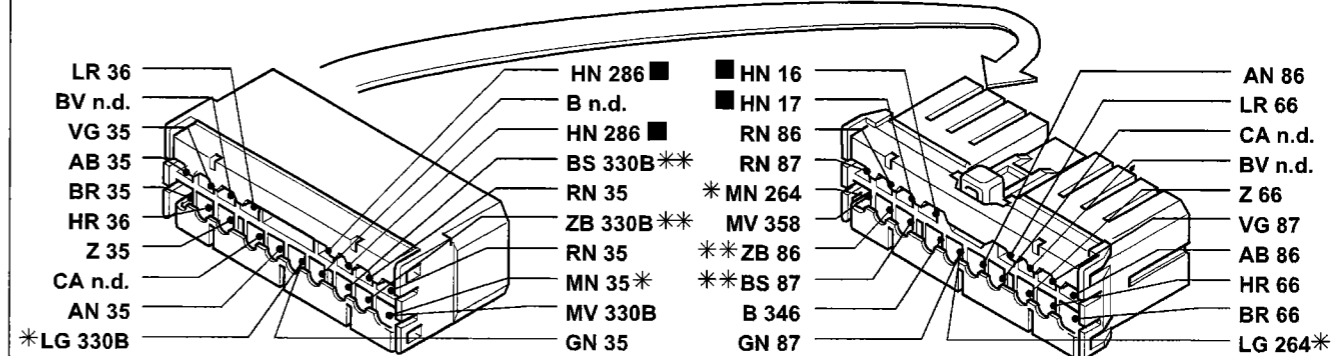 LR 36
BV n.d.
VG 35
AB 35
BR 35
HR 36
Z 35
CA n.d.
AN 35
*LG 330B
HN 286 ■
B n.d.
HN 286 ■
BS 330B**
RN 35
ZB 330B**
RN 35
MN 35*
MV 330B
GN 35
■ HN 16
■ HN 17
RN 86
RN 87
*MN 264
MV 358
**ZB 86
**BS 87
B 346
GN 87
AN 86
LR 66
CA n.d.
BV n.d.
Z 66
VG 87
AB 86
HR 66
BR 66
LG 264*